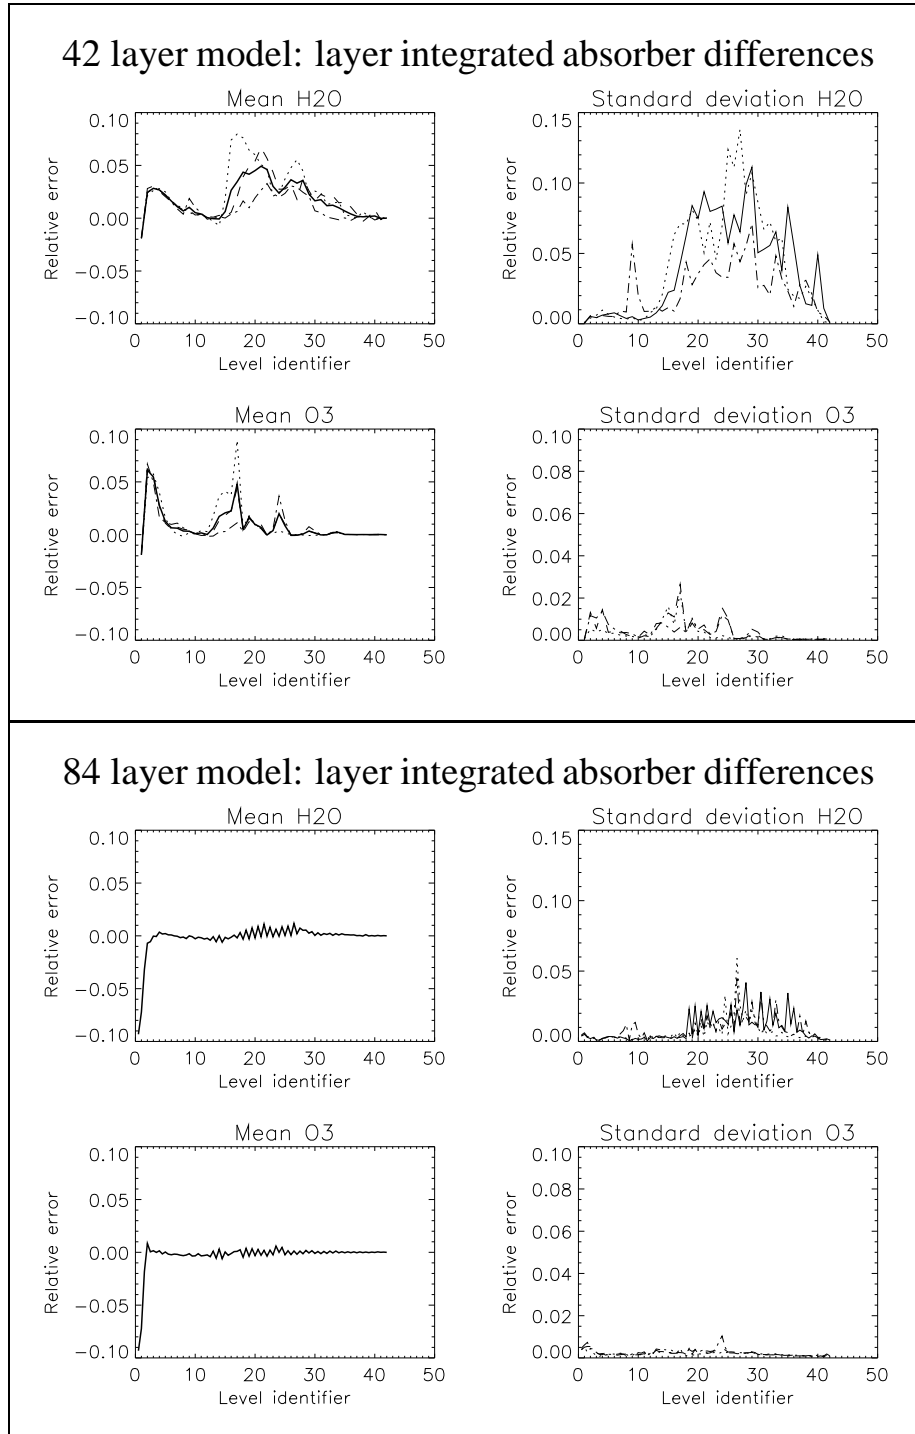 42 layer model: layer integrated absorber differences
Mean H2O
Standard deviation H2O
Relative error
0.10
0.05
0.00
−0.05
−0.10
0 10 20 30 40 50
Level identifier
Relative error
0.15
0.10
0.05
0.00
0 10 20 30 40 50
Level identifier
Mean O3
Standard deviation O3
Relative error
0.10
0.05
0.00
−0.05
−0.10
0 10 20 30 40 50
Level identifier
Relative error
0.10
0.08
0.06
0.04
0.02
0.00
0 10 20 30 40 50
Level identifier
84 layer model: layer integrated absorber differences
Mean H2O
Standard deviation H2O
Relative error
0.10
0.05
0.00
−0.05
−0.10
0 10 20 30 40 50
Level identifier
Relative error
0.15
0.10
0.05
0.00
0 10 20 30 40 50
Level identifier
Mean O3
Standard deviation O3
Relative error
0.10
0.05
0.00
−0.05
−0.10
0 10 20 30 40 50
Level identifier
Relative error
0.10
0.08
0.06
0.04
0.02
0.00
0 10 20 30 40 50
Level identifier